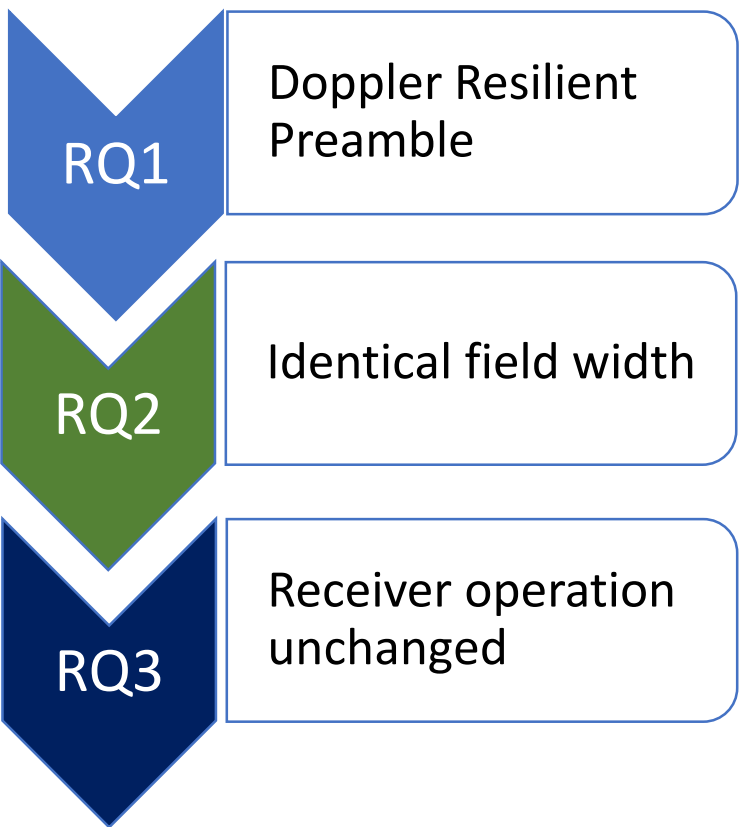 RQ1
Doppler Resilient
Preamble
RQ2
Identical field width
RQ3
Receiver operation
unchanged